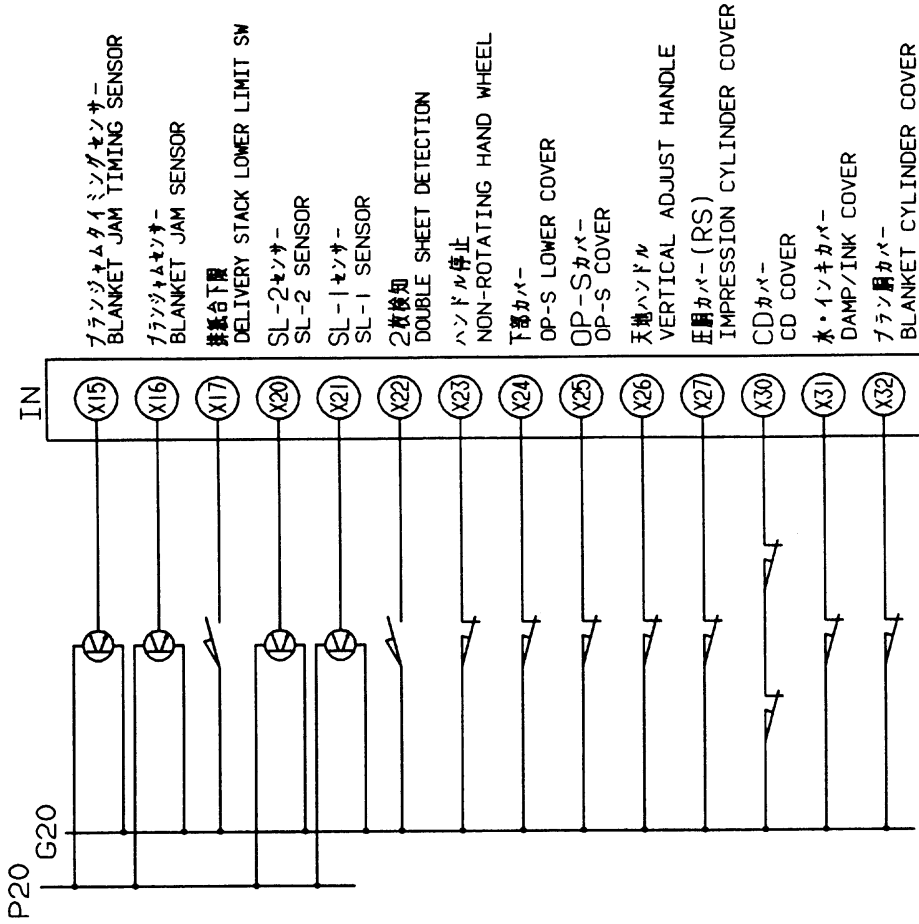 P20
G20
IN
X15
ブランジャムタイミングセンサー
BLANKET JAM TIMING SENSOR
X16
ブランジャムセンサー
BLANKET JAM SENSOR
X17
排紙台下限
DELIVERY STACK LOWER LIMIT SW
X20
SL-2センサー
SL-2 SENSOR
X21
SL-1センサー
SL-1 SENSOR
X22
2枚検知
DOUBLE SHEET DETECTION
X23
ハンドル停止
NON-ROTATING HAND WHEEL
X24
下部カバー
OP-S LOWER COVER
X25
OP-Sカバー
OP-S COVER
X26
天地ハンドル
VERTICAL ADJUST HANDLE
X27
圧胴カバー(RS)
IMPRESSION CYLINDER COVER
X30
CDカバー
CD COVER
X31
水・インキカバー
DAMP/INK COVER
X32
ブラン胴カバー
BLANKET CYLINDER COVER